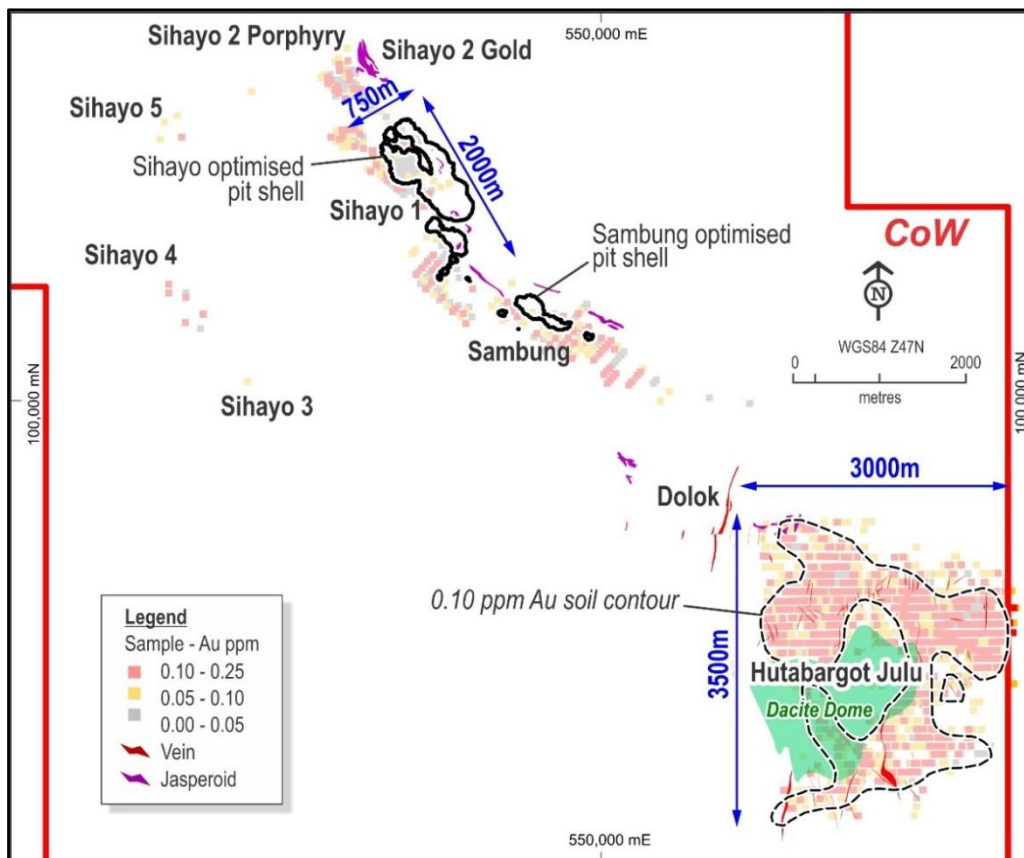 550,000 mE
Sihayo 2 Porphyry
Sihayo 2 Gold
750m
Sihayo 5
2000m
Sihayo optimised
pit shell
Sihayo 1
CoW
Sambung optimised
pit shell
Sihayo 4
N
WGS84 Z47N
0 2000
metres
Sambung
Sihayo 3
100,000 mN
100,000 mN
3000m
Dolok
0.10 ppm Au soil contour
3500m
Hutabargot Julu
Dacite Dome
Legend
Sample - Au ppm
0.10 - 0.25
0.05 - 0.10
0.00 - 0.05
Vein
Jasperoid
550,000 mE